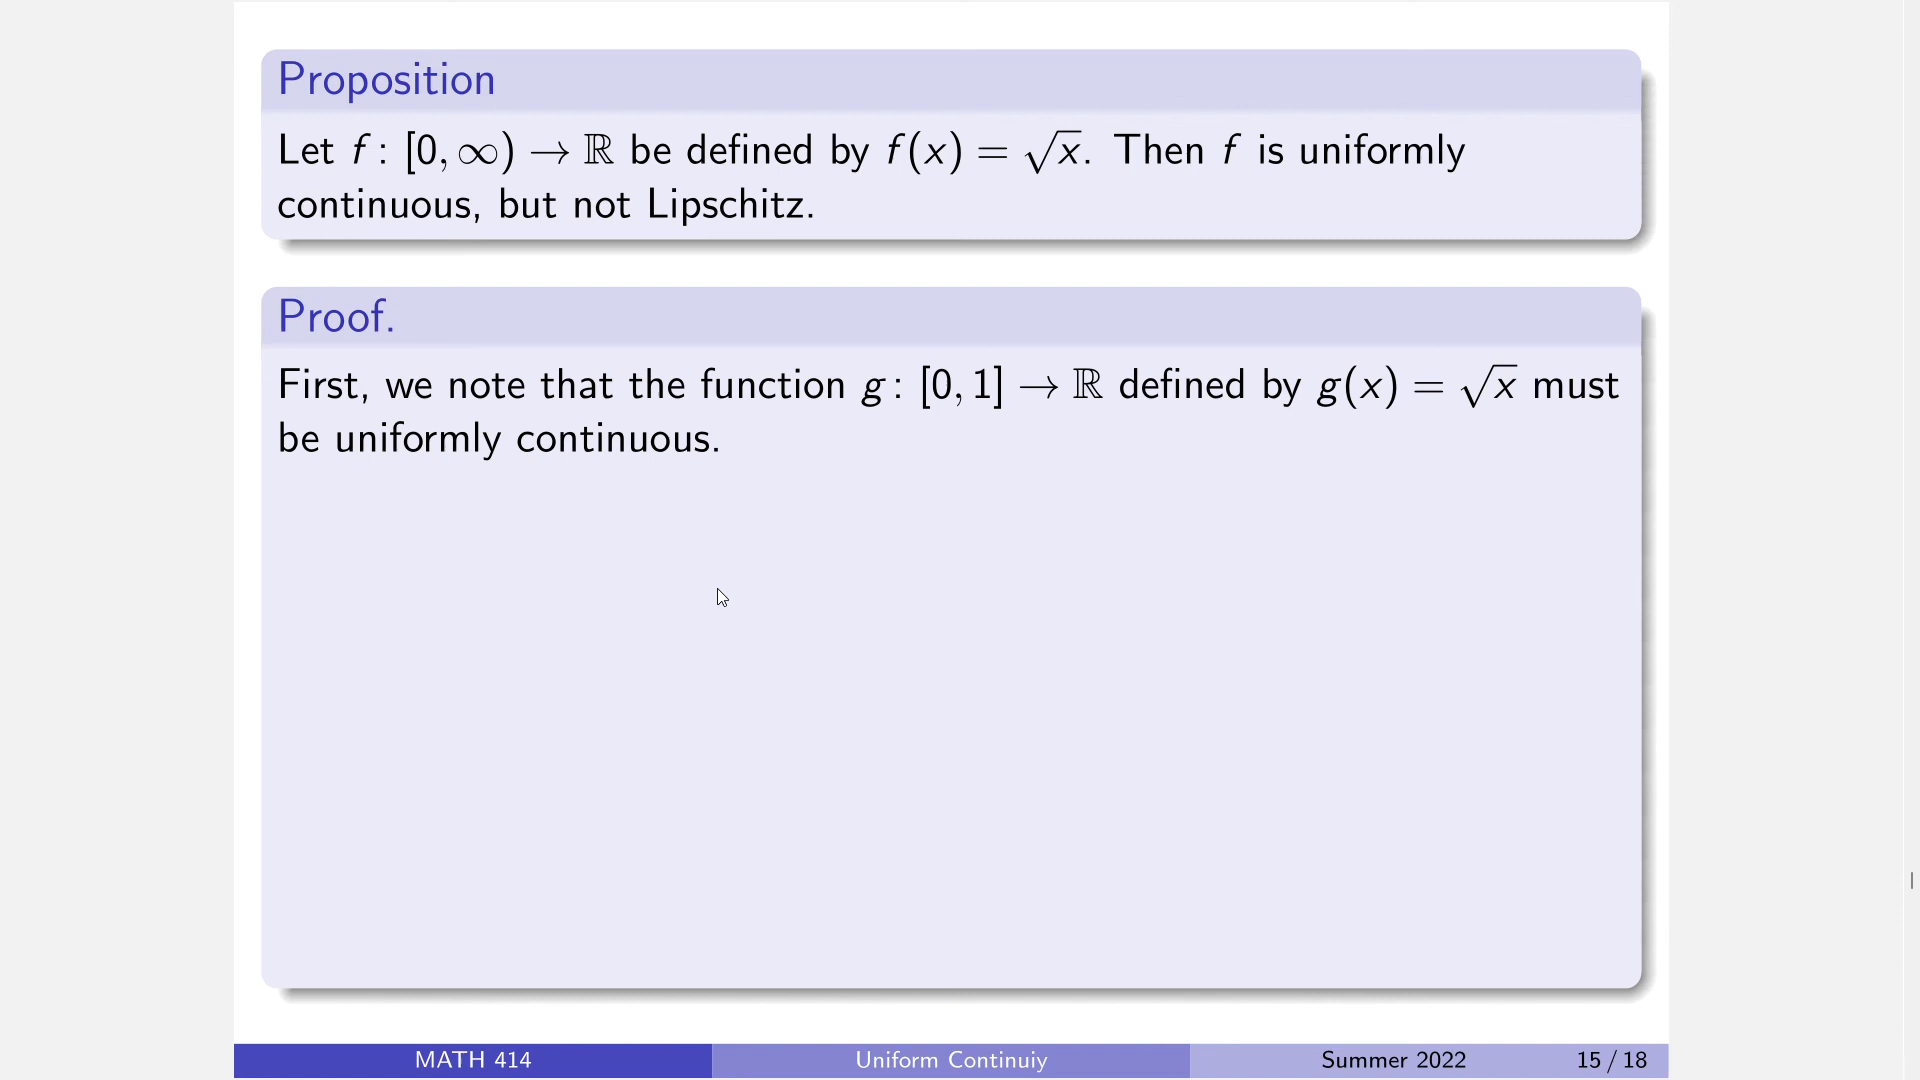 Proposition
Let f : [0, ∞) → ℝ be defined by f(x) = √x. Then f is uniformly
continuous, but not Lipschitz.
Proof.
First, we note that the function g : [0, 1] → ℝ defined by g(x) = √x must
be uniformly continuous.
MATH 414 Uniform Continuiy Summer 2022 15 / 18